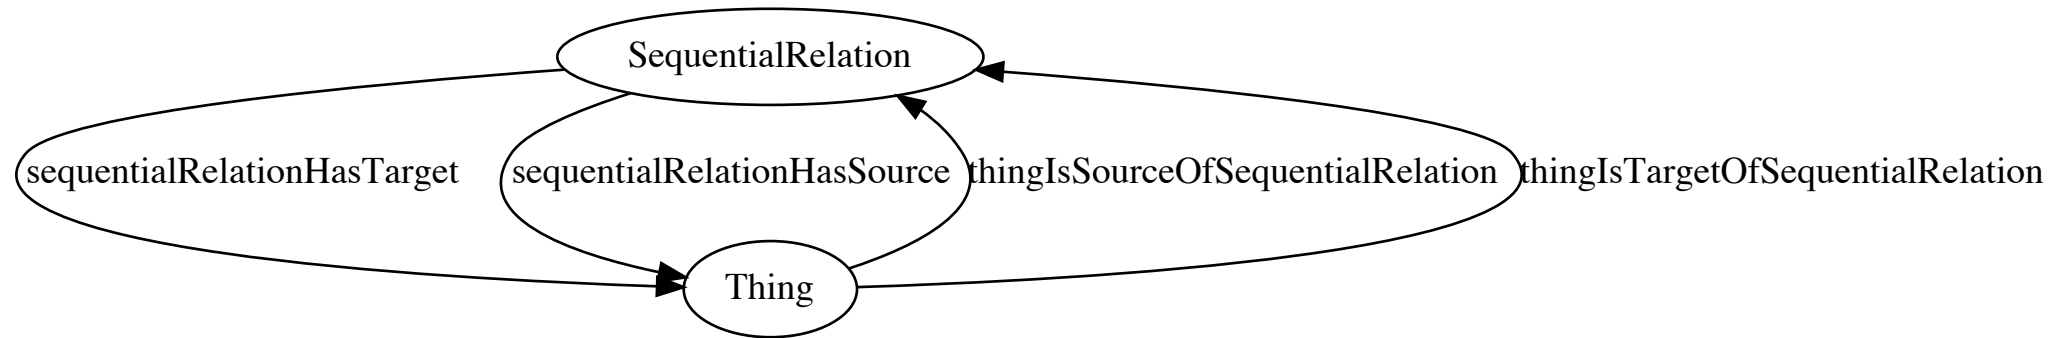 SequentialRelation
sequentialRelationHasTarget
sequentialRelationHasSource
thingIsSourceOfSequentialRelation
thingIsTargetOfSequentialRelation
Thing